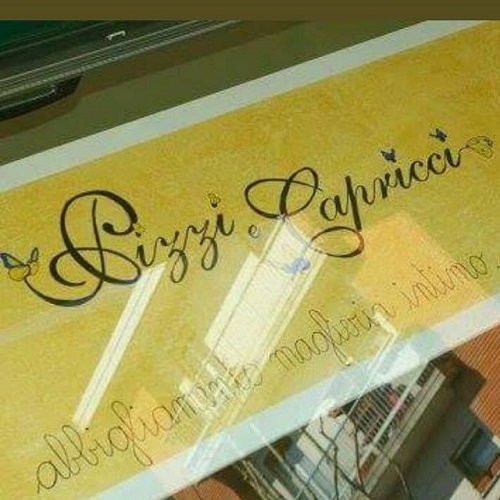 Pizzi e Capricci
abbigliamento maglieria intimo